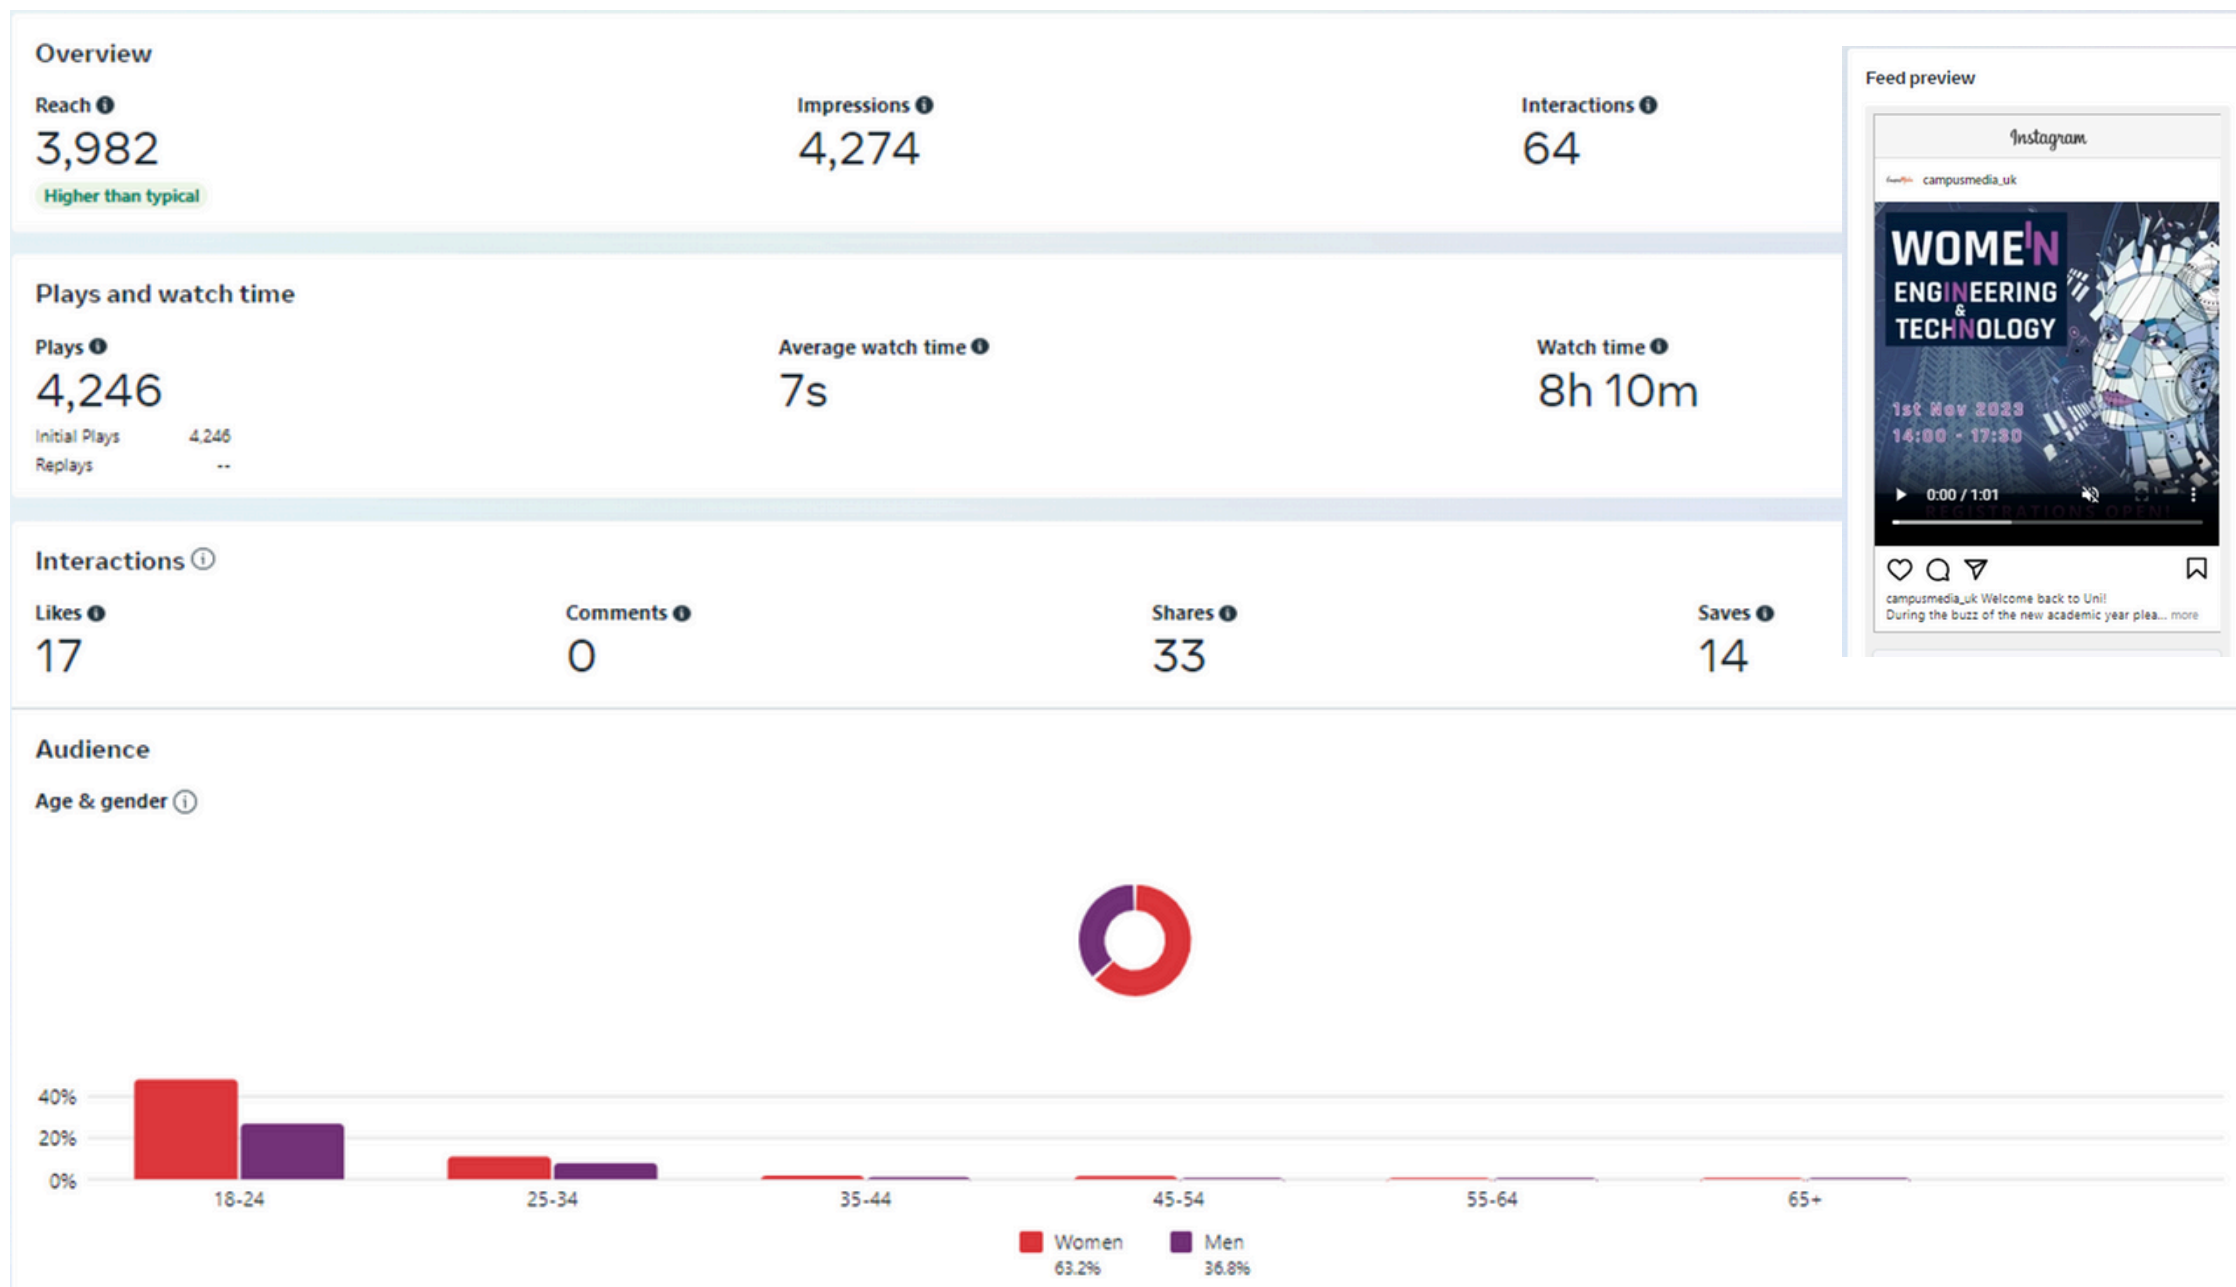 Overview
Reach
3,982
Higher than typical
Impressions
4,274
Interactions
64
Plays and watch time
Plays
4,246
Initial Plays 4,246
Replays --
Average watch time
7s
Watch time
8h 10m
Interactions
Likes
17
Comments
0
Shares
33
Saves
14
Feed preview
Instagram
campusmedia_uk
WOMEIN
ENGINEERING
&
TECHNOLOGY
1st Nov 2023
14:00 - 17:30
0:00 / 1:01
REGISTRATIONS OPEN!
campusmedia_uk Welcome back to Uni!
During the buzz of the new academic year plea... more
Audience
Age & gender
40%
20%
0%
18-24 25-34 35-44 45-54 55-64 65+
Women Men
63.2% 36.8%